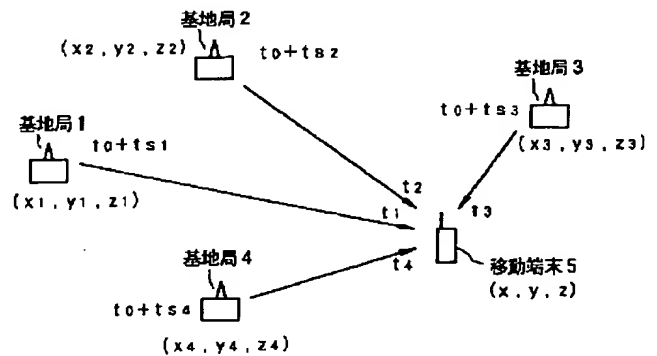 基地局2
(x2, y2, z2)
t0+ts2
基地局3
t0+ts3
(x3, y3, z3)
基地局1
t0+ts1
(x1, y1, z1)
t2
t1
t3
t4
移動端末5
(x, y, z)
基地局4
t0+ts4
(x4, y4, z4)